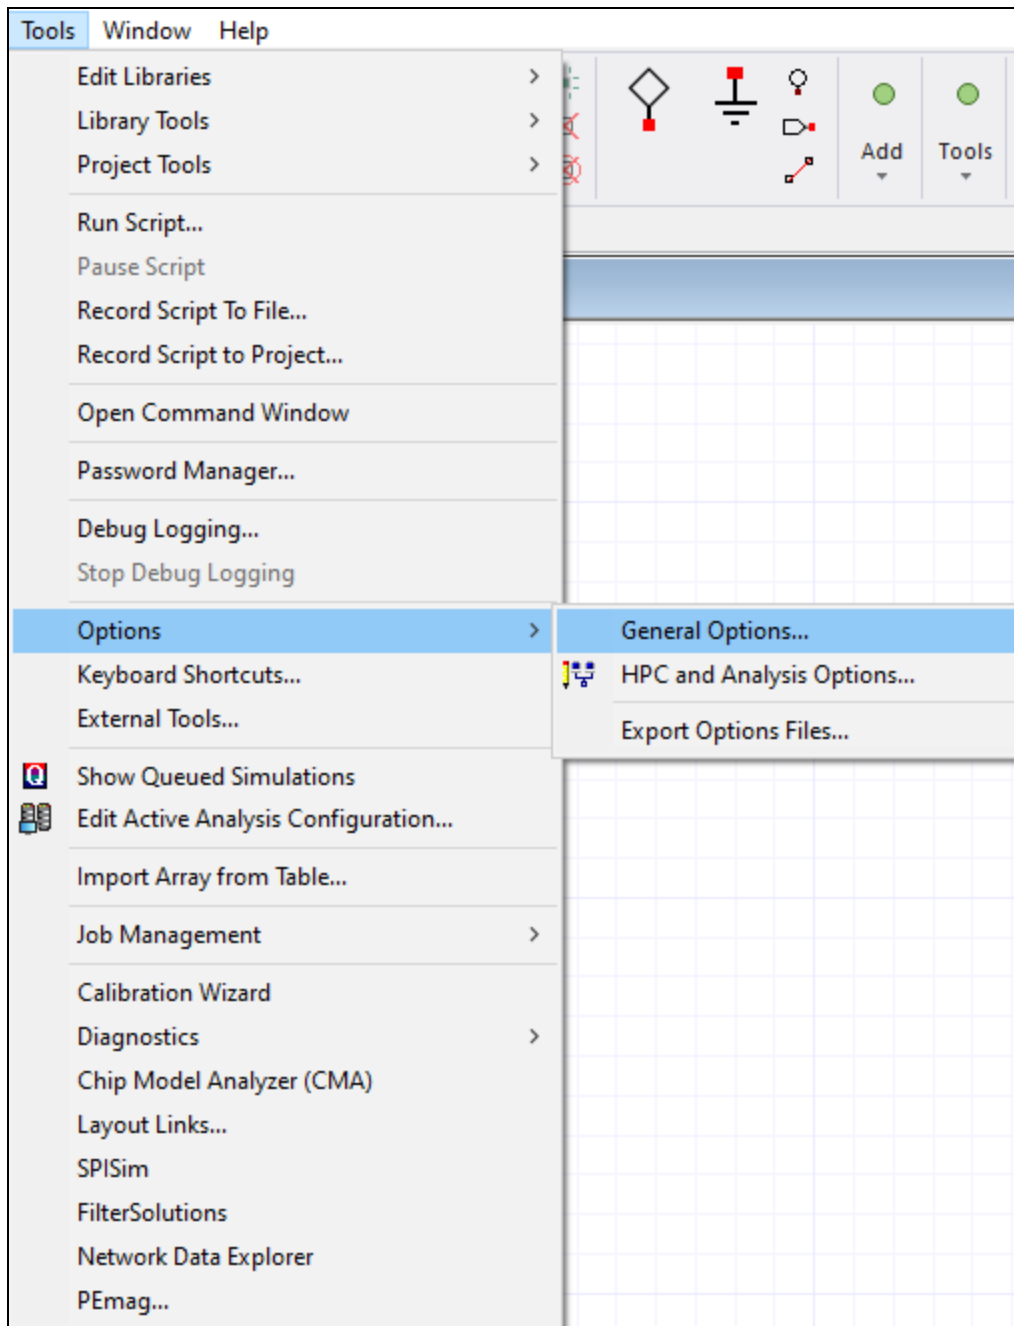 Tools Window Help
Edit Libraries
Library Tools
Project Tools
Run Script...
Pause Script
Record Script To File...
Record Script to Project...
Open Command Window
Password Manager...
Debug Logging...
Stop Debug Logging
Options
Keyboard Shortcuts...
External Tools...
Show Queued Simulations
Edit Active Analysis Configuration...
Import Array from Table...
Job Management
Calibration Wizard
Diagnostics
Chip Model Analyzer (CMA)
Layout Links...
SPISim
FilterSolutions
Network Data Explorer
PEmag...
General Options...
HPC and Analysis Options...
Export Options Files...
Add
Tools